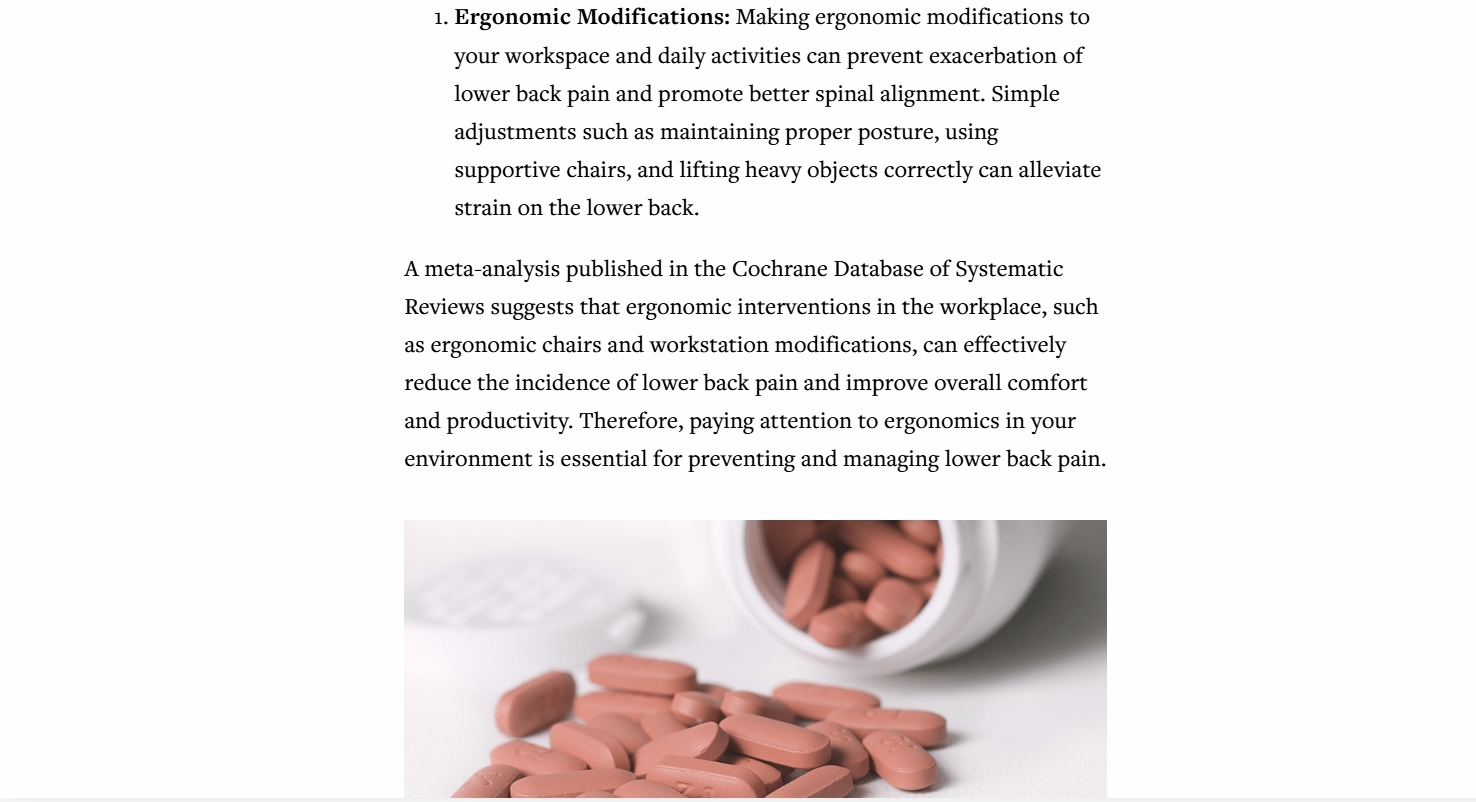 1. Ergonomic Modifications: Making ergonomic modifications to
your workspace and daily activities can prevent exacerbation of
lower back pain and promote better spinal alignment. Simple
adjustments such as maintaining proper posture, using
supportive chairs, and lifting heavy objects correctly can alleviate
strain on the lower back.
A meta-analysis published in the Cochrane Database of Systematic
Reviews suggests that ergonomic interventions in the workplace, such
as ergonomic chairs and workstation modifications, can effectively
reduce the incidence of lower back pain and improve overall comfort
and productivity. Therefore, paying attention to ergonomics in your
environment is essential for preventing and managing lower back pain.